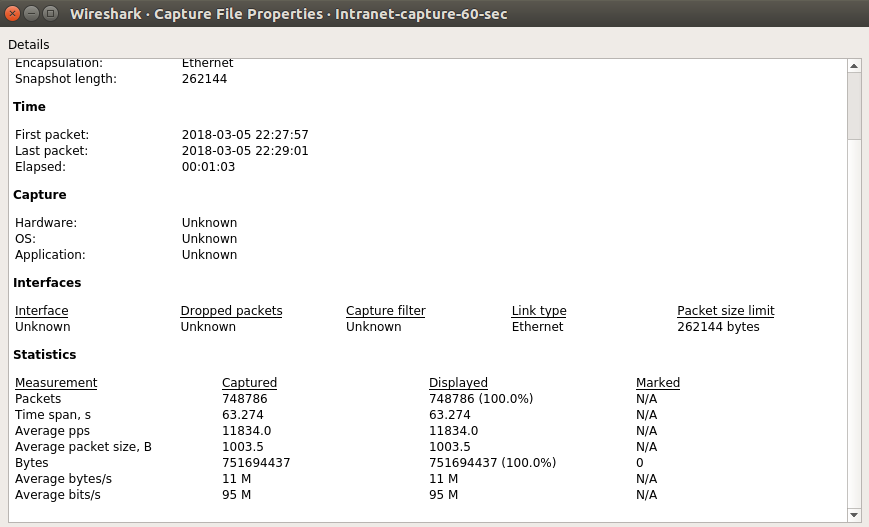 Wireshark · Capture File Properties · Intranet-capture-60-sec
Details
Encapsulation: Ethernet
Snapshot length: 262144
Time
First packet: 2018-03-05 22:27:57
Last packet: 2018-03-05 22:29:01
Elapsed: 00:01:03
Capture
Hardware: Unknown
OS: Unknown
Application: Unknown
Interfaces
Interface Dropped packets Capture filter Link type Packet size limit
Unknown Unknown Unknown Ethernet 262144 bytes
Statistics
Measurement Captured Displayed Marked
Packets 748786 748786 (100.0%) N/A
Time span, s 63.274 63.274 N/A
Average pps 11834.0 11834.0 N/A
Average packet size, B 1003.5 1003.5 N/A
Bytes 751694437 751694437 (100.0%) 0
Average bytes/s 11 M 11 M N/A
Average bits/s 95 M 95 M N/A